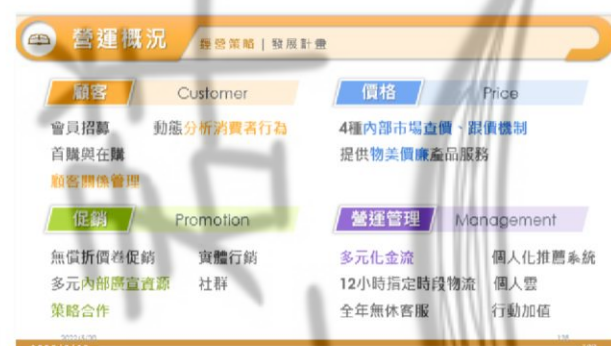 營運概況
經營策略 | 發展計畫
顧客 Customer
會員招募 動態分析消費者行為
首購與在購
顧客關係管理
價格 Price
4種內部市場查價、跟價機制
提供物美價廉產品服務
促銷 Promotion
無償折價卷促銷 實體行銷
多元內部廣宣資源 社群
策略合作
營運管理 Management
多元化金流 個人化推薦系統
12小時指定時段物流 個人雲
全年無休客服 行動加值